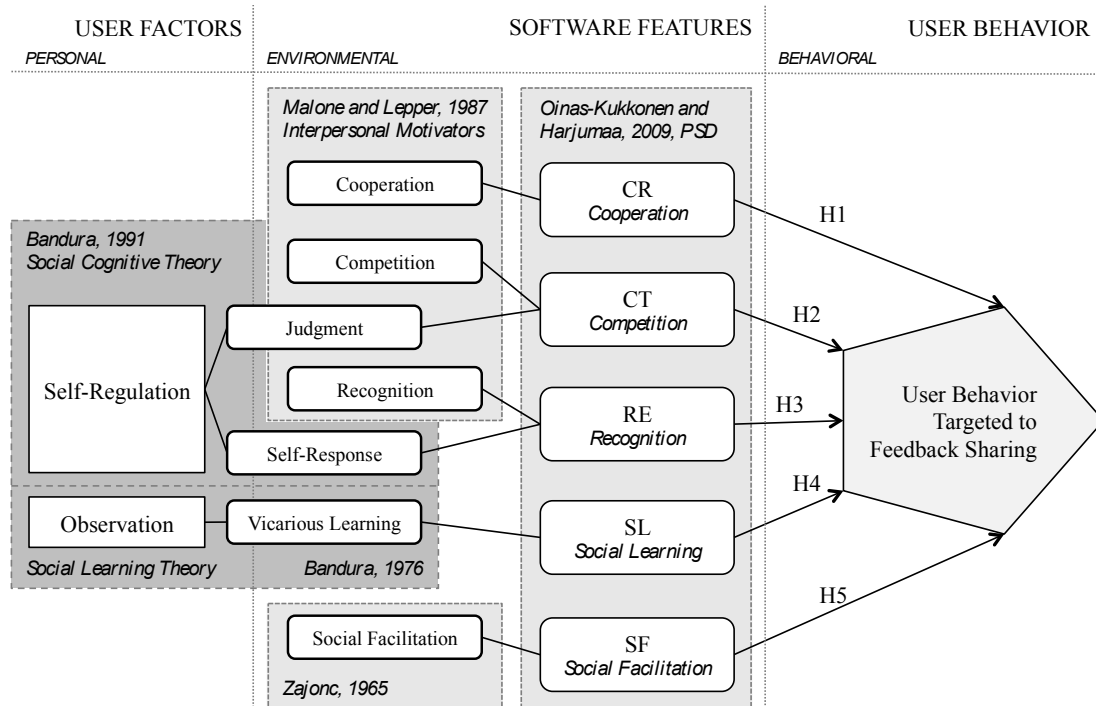 USER FACTORS
SOFTWARE FEATURES
USER BEHAVIOR
PERSONAL
ENVIRONMENTAL
BEHAVIORAL
Malone and Lepper, 1987
Interpersonal Motivators
Oinas-Kukkonen and
Harjumaa, 2009, PSD
Cooperation
CR
Cooperation
H1
Bandura, 1991
Social Cognitive Theory
Competition
CT
Competition
H2
Judgment
Self-Regulation
Recognition
RE
Recognition
H3
User Behavior
Targeted to
Feedback Sharing
Self-Response
H4
Observation
Vicarious Learning
SL
Social Learning
Social Learning Theory
Bandura, 1976
H5
Social Facilitation
SF
Social Facilitation
Zajonc, 1965